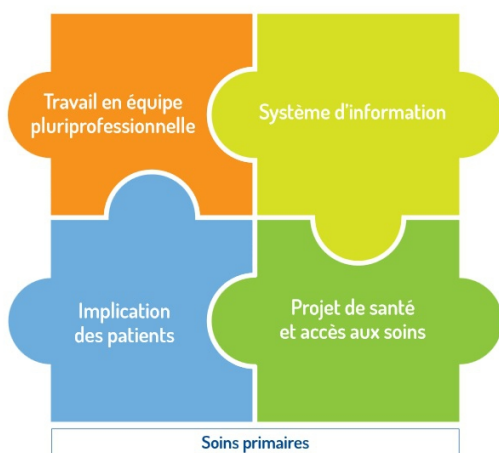 Travail en équipe
pluriprofessionnelle
Système d'information
Implication
des patients
Projet de santé
et accès aux soins
Soins primaires